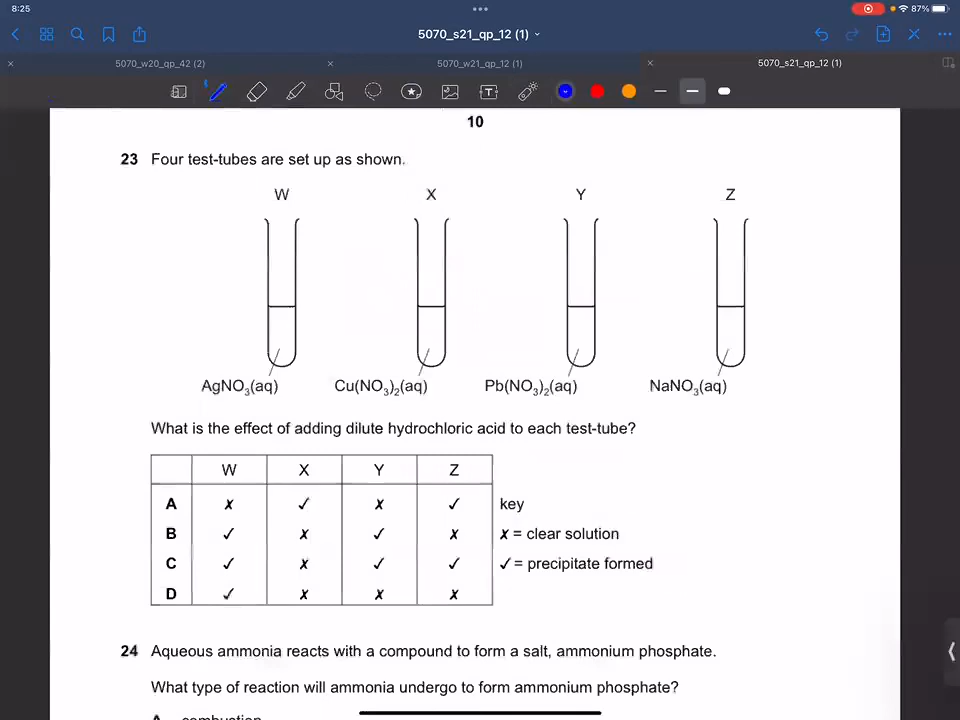 8:25
87%
5070_s21_qp_12 (1)
5070_w20_qp_42 (2)
5070_w21_qp_12 (1)
5070_s21_qp_12 (1)
T
10
23 Four test-tubes are set up as shown.
W X Y Z
AgNO₃(aq) Cu(NO₃)₂(aq) Pb(NO₃)₂(aq) NaNO₃(aq)
What is the effect of adding dilute hydrochloric acid to each test-tube?
W X Y Z
A ✗ ✓ ✗ ✓ key
B ✓ ✗ ✓ ✗ ✗ = clear solution
C ✓ ✗ ✓ ✓ ✓ = precipitate formed
D ✓ ✗ ✗ ✗
24 Aqueous ammonia reacts with a compound to form a salt, ammonium phosphate.
What type of reaction will ammonia undergo to form ammonium phosphate?
A combustion